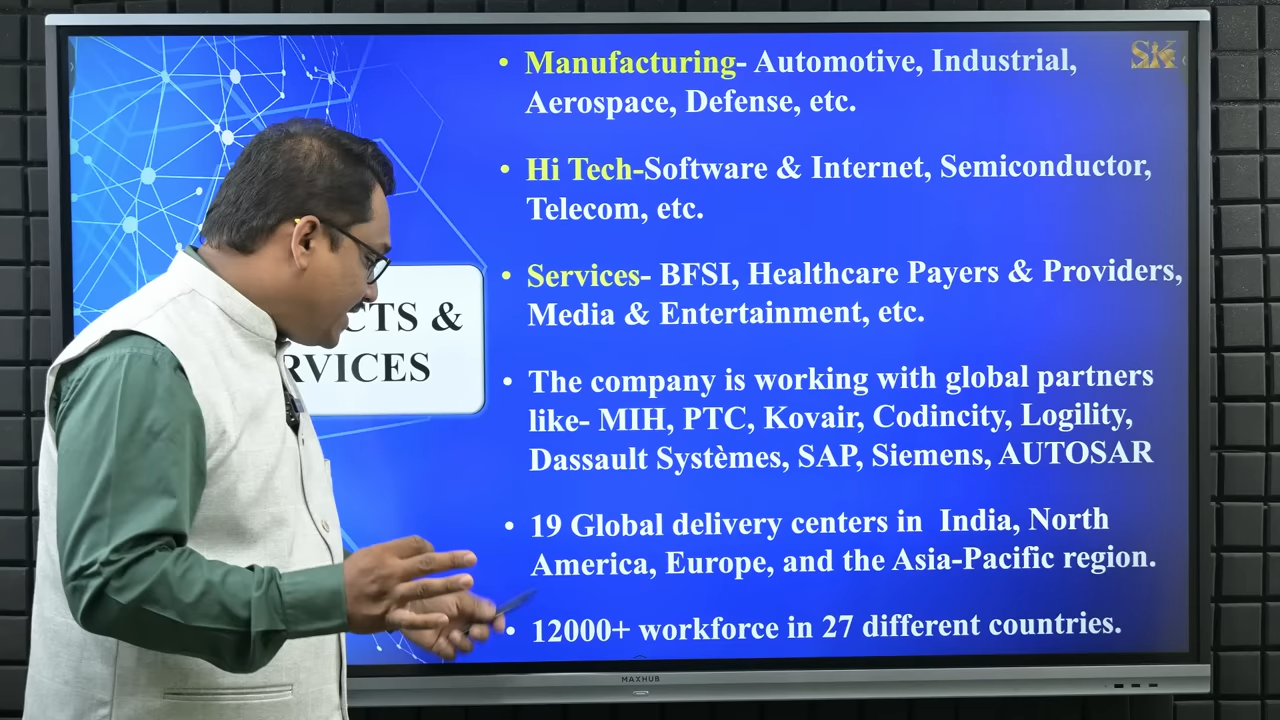 Manufacturing- Automotive, Industrial,
Aerospace, Defense, etc.
Hi Tech-Software & Internet, Semiconductor,
Telecom, etc.
Services- BFSI, Healthcare Payers & Providers,
Media & Entertainment, etc.
The company is working with global partners
like- MIH, PTC, Kovair, Codincity, Logility,
Dassault Systèmes, SAP, Siemens, AUTOSAR
19 Global delivery centers in India, North
America, Europe, and the Asia-Pacific region.
12000+ workforce in 27 different countries.
CTS &
RVICES
SK
MAXHUB